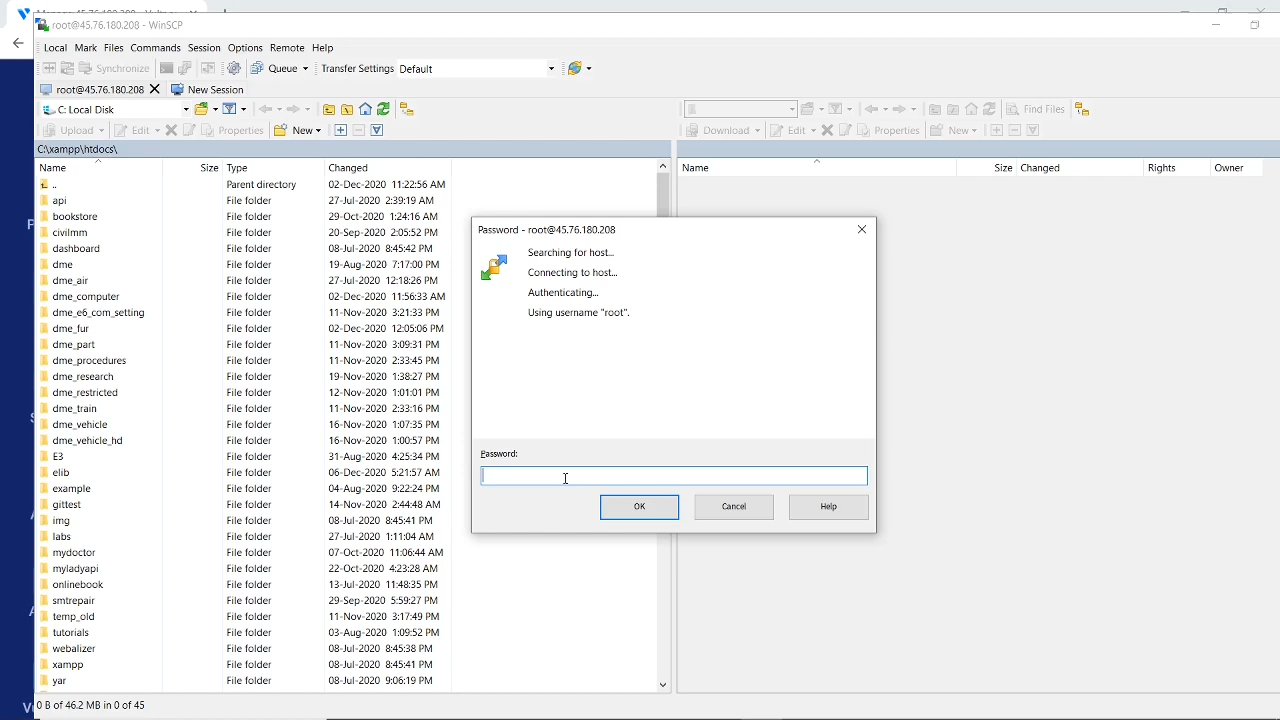 root@45.76.180.208 - WinSCP
Local Mark Files Commands Session Options Remote Help
Synchronize Queue Transfer Settings Default
root@45.76.180.208 New Session
C: Local Disk Find Files
Upload Edit Properties New Download Edit Properties New
C:\xampp\htdocs\
Name Size Type Changed Name Size Changed Rights Owner
.. Parent directory 02-Dec-2020 11:22:56 AM
api File folder 27-Jul-2020 2:39:19 AM
bookstore File folder 29-Oct-2020 1:24:16 AM
civilmm File folder 20-Sep-2020 2:05:52 PM
dashboard File folder 08-Jul-2020 8:45:42 PM
dme File folder 19-Aug-2020 7:17:00 PM
dme_air File folder 27-Jul-2020 12:18:26 PM
dme_computer File folder 02-Dec-2020 11:56:33 AM
dme_e6_com_setting File folder 11-Nov-2020 3:21:33 PM
dme_fur File folder 02-Dec-2020 12:05:06 PM
dme_part File folder 11-Nov-2020 3:09:31 PM
dme_procedures File folder 11-Nov-2020 2:33:45 PM
dme_research File folder 19-Nov-2020 1:38:27 PM
dme_restricted File folder 12-Nov-2020 1:01:01 PM
dme_train File folder 11-Nov-2020 2:33:16 PM
dme_vehicle File folder 16-Nov-2020 1:07:35 PM
dme_vehicle_hd File folder 16-Nov-2020 1:00:57 PM
E3 File folder 31-Aug-2020 4:25:34 PM
elib File folder 06-Dec-2020 5:21:57 AM
example File folder 04-Aug-2020 9:22:24 PM
gittest File folder 14-Nov-2020 2:44:48 AM
img File folder 08-Jul-2020 8:45:41 PM
labs File folder 27-Jul-2020 1:11:04 AM
mydoctor File folder 07-Oct-2020 11:06:44 AM
myladyapi File folder 22-Oct-2020 4:23:28 AM
onlinebook File folder 13-Jul-2020 11:48:35 PM
smtrepair File folder 29-Sep-2020 5:59:27 PM
temp_old File folder 11-Nov-2020 3:17:49 PM
tutorials File folder 03-Aug-2020 1:09:52 PM
webalizer File folder 08-Jul-2020 8:45:38 PM
xampp File folder 08-Jul-2020 8:45:41 PM
yar File folder 08-Jul-2020 9:06:19 PM
0 B of 46.2 MB in 0 of 45
Password - root@45.76.180.208
Searching for host...
Connecting to host...
Authenticating...
Using username "root".
Password:
OK Cancel Help